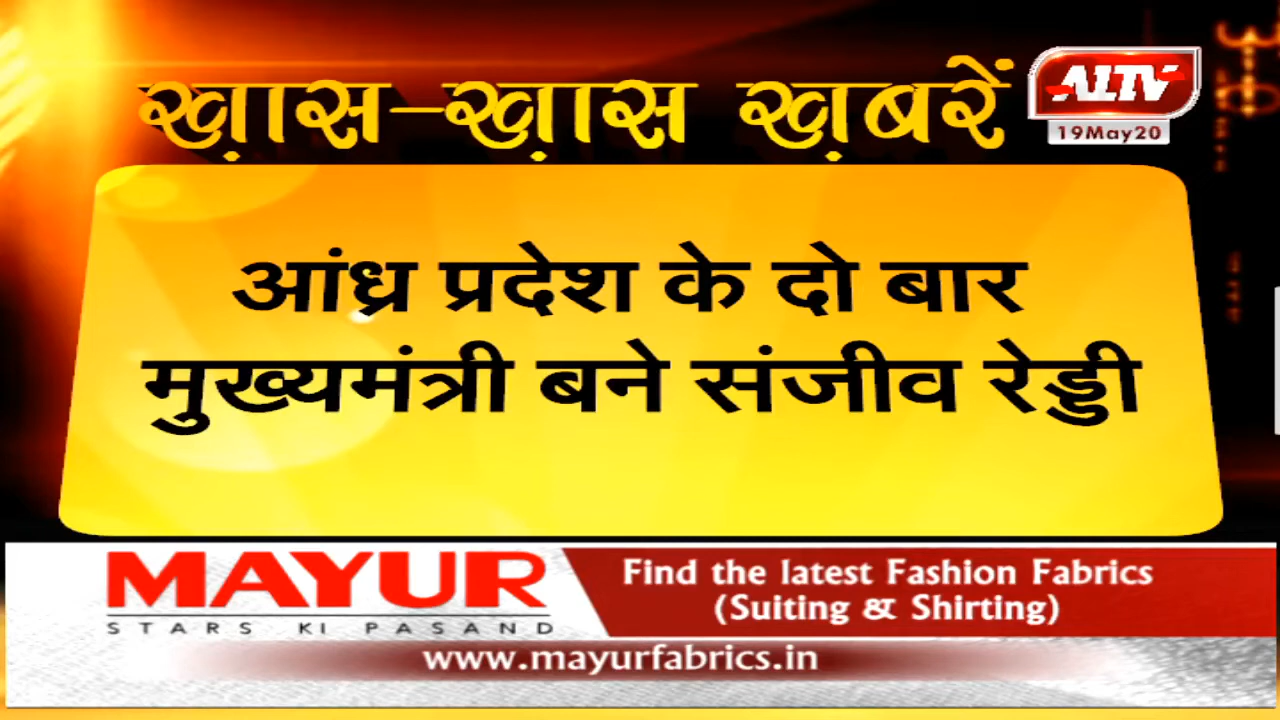 ख़ास-ख़ास ख़बरें
A1TV
19May20
आंध्र प्रदेश के दो बार
मुख्यमंत्री बने संजीव रेड्डी
MAYUR
STARS KI PASAND
Find the latest Fashion Fabrics
(Suiting & Shirting)
www.mayurfabrics.in